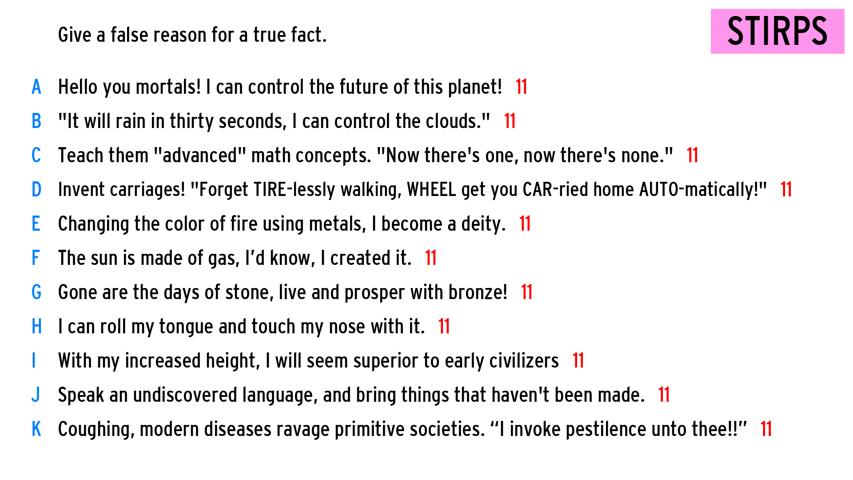 Give a false reason for a true fact.
STIRPS
A Hello you mortals! I can control the future of this planet! 11
B "It will rain in thirty seconds, I can control the clouds." 11
C Teach them "advanced" math concepts. "Now there's one, now there's none." 11
D Invent carriages! "Forget TIRE-lessly walking, WHEEL get you CAR-ried home AUTO-matically!" 11
E Changing the color of fire using metals, I become a deity. 11
F The sun is made of gas, I’d know, I created it. 11
G Gone are the days of stone, live and prosper with bronze! 11
H I can roll my tongue and touch my nose with it. 11
I With my increased height, I will seem superior to early civilizers 11
J Speak an undiscovered language, and bring things that haven't been made. 11
K Coughing, modern diseases ravage primitive societies. “I invoke pestilence unto thee!!” 11